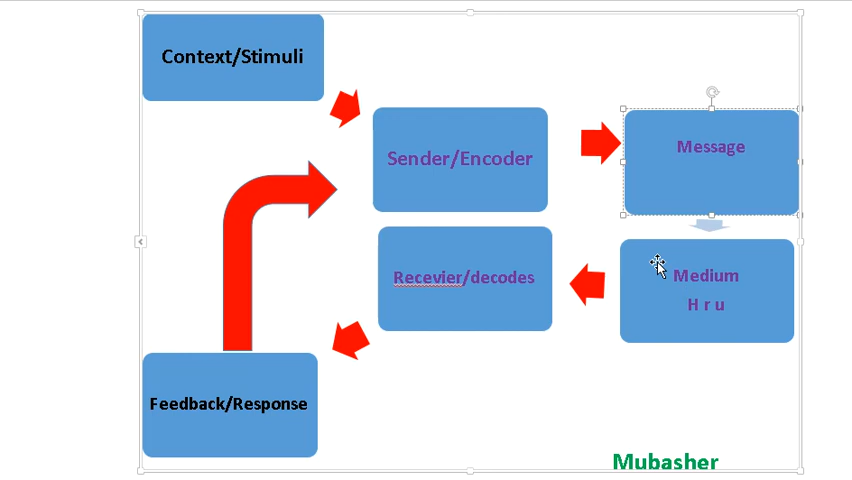 Context/Stimuli
Sender/Encoder
Message
Recevier/decodes
Medium
H r u
Feedback/Response
Mubasher